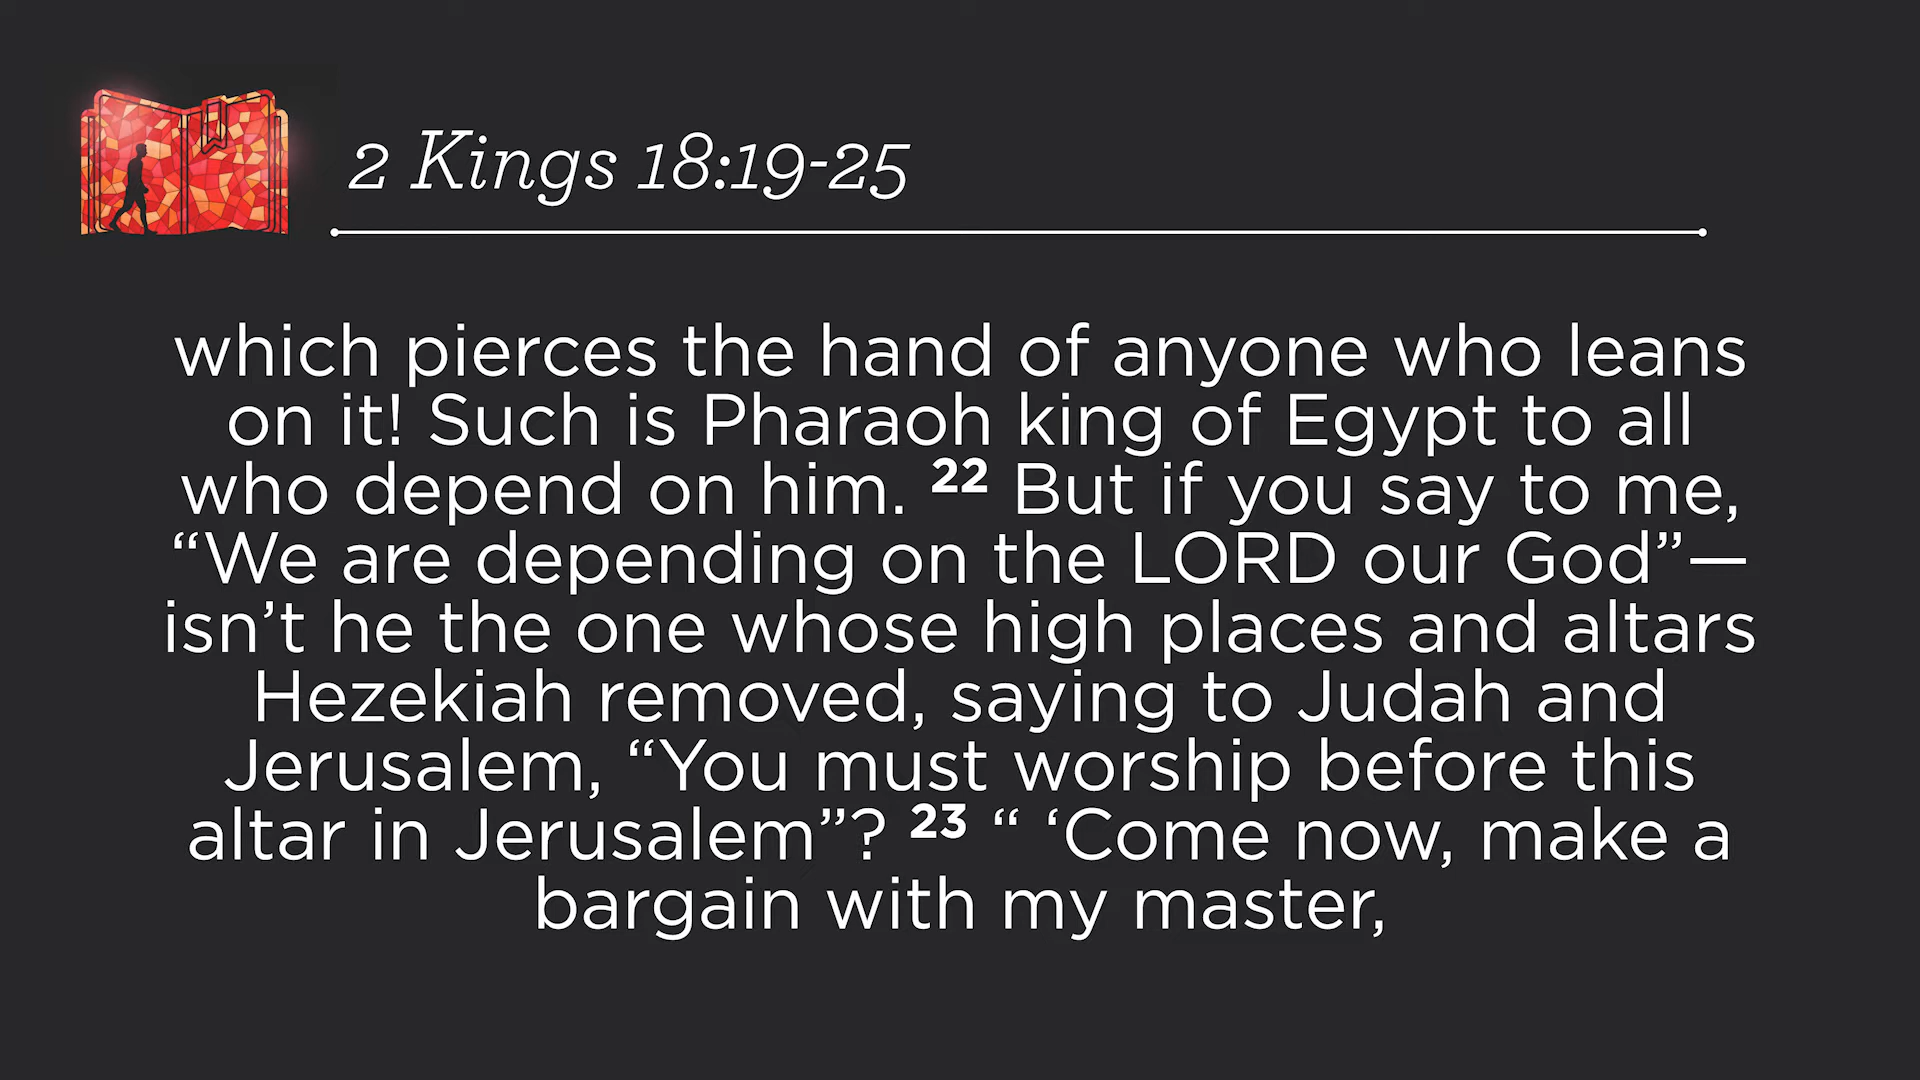 2 Kings 18:19-25
which pierces the hand of anyone who leans
on it! Such is Pharaoh king of Egypt to all
who depend on him. 22 But if you say to me,
“We are depending on the LORD our God”—
isn’t he the one whose high places and altars
Hezekiah removed, saying to Judah and
Jerusalem, “You must worship before this
altar in Jerusalem”? 23 “ ‘Come now, make a
bargain with my master,